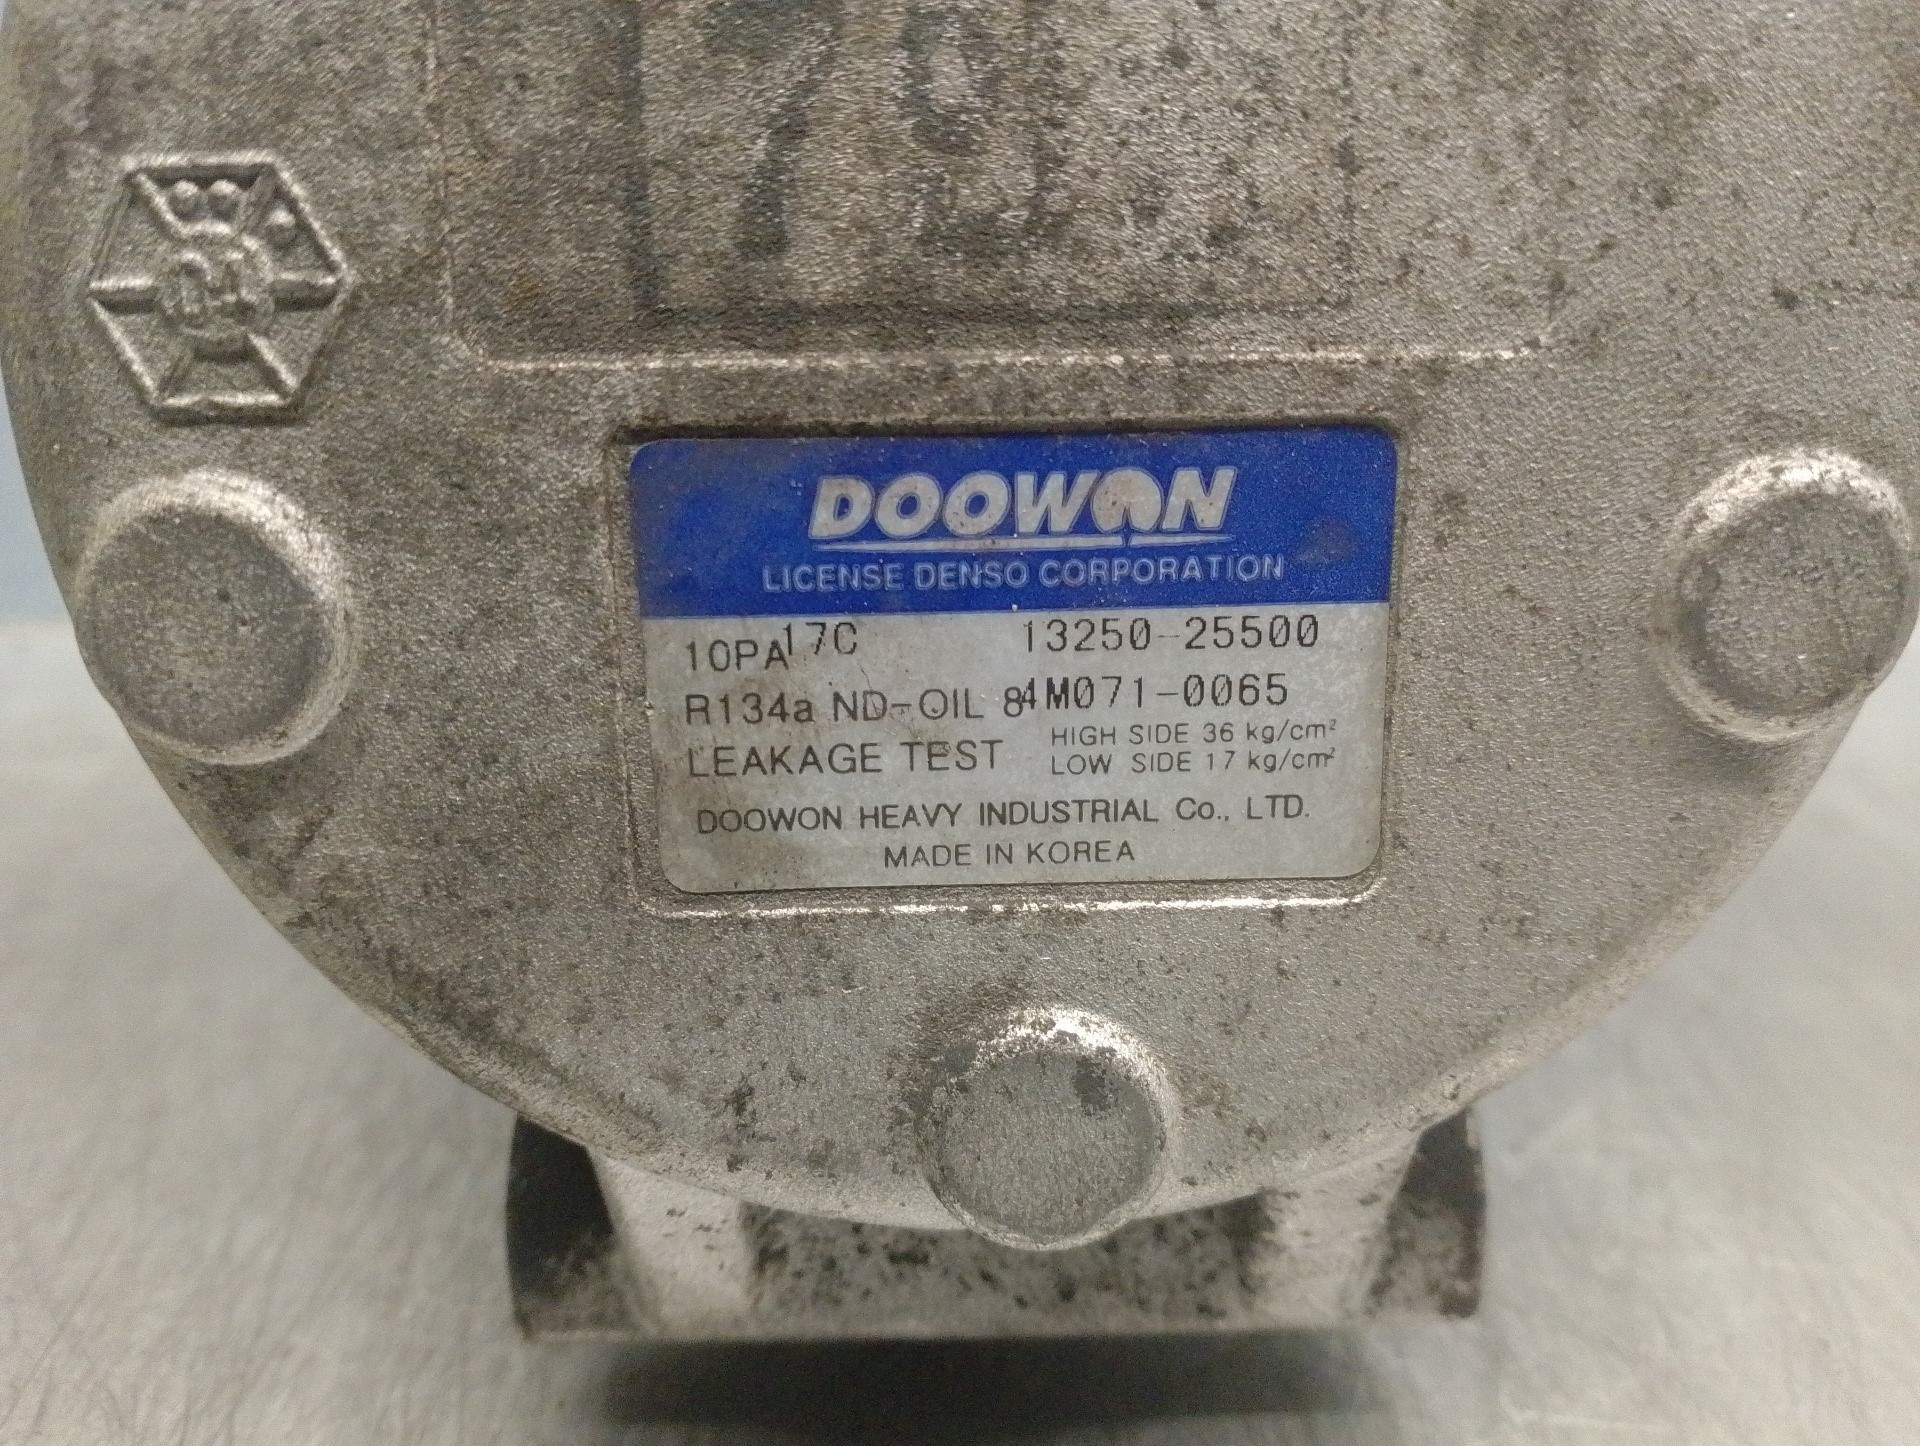 DOOWON
LICENSE DENSO CORPORATION
10PA17C 13250-25500
R134a ND-OIL 8 4M071-0065
LEAKAGE TEST HIGH SIDE 36 kg/cm²
LOW SIDE 17 kg/cm²
DOOWON HEAVY INDUSTRIAL Co., LTD.
MADE IN KOREA